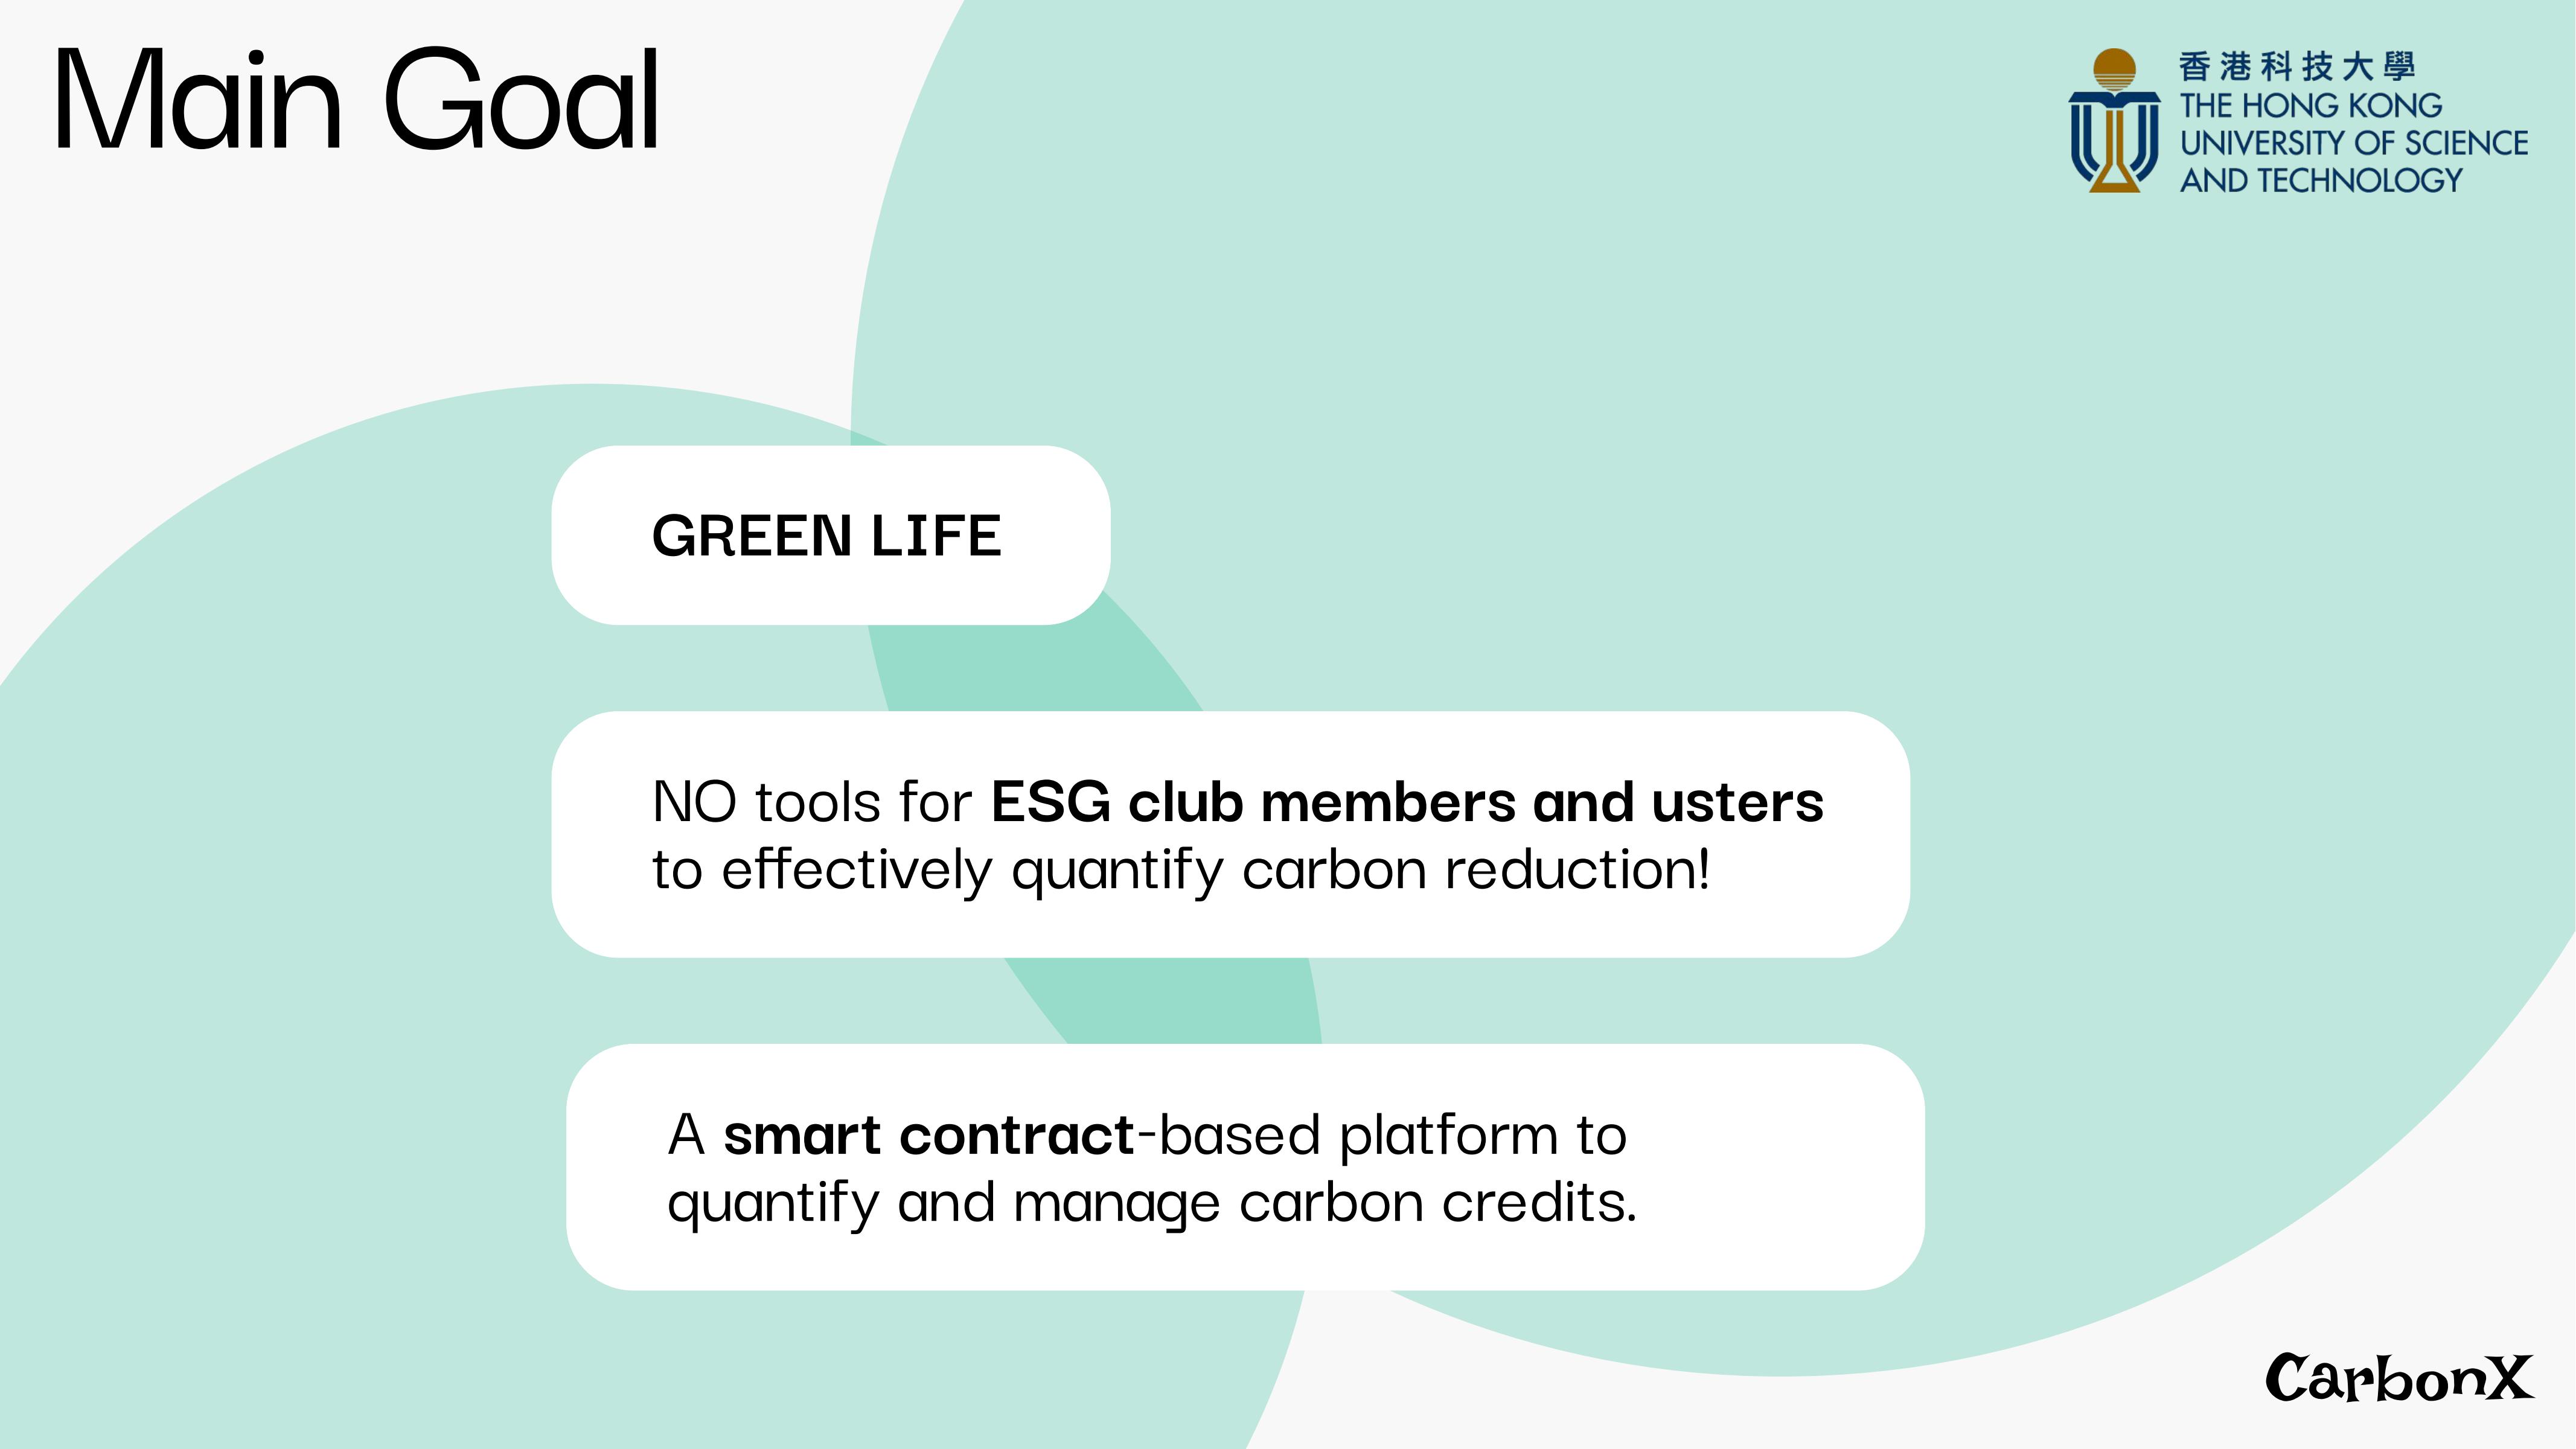 Main Goal
香港科技大學
THE HONG KONG
UNIVERSITY OF SCIENCE
AND TECHNOLOGY
GREEN LIFE
NO tools for ESG club members and usters
to effectively quantify carbon reduction!
A smart contract-based platform to
quantify and manage carbon credits.
CarbonX